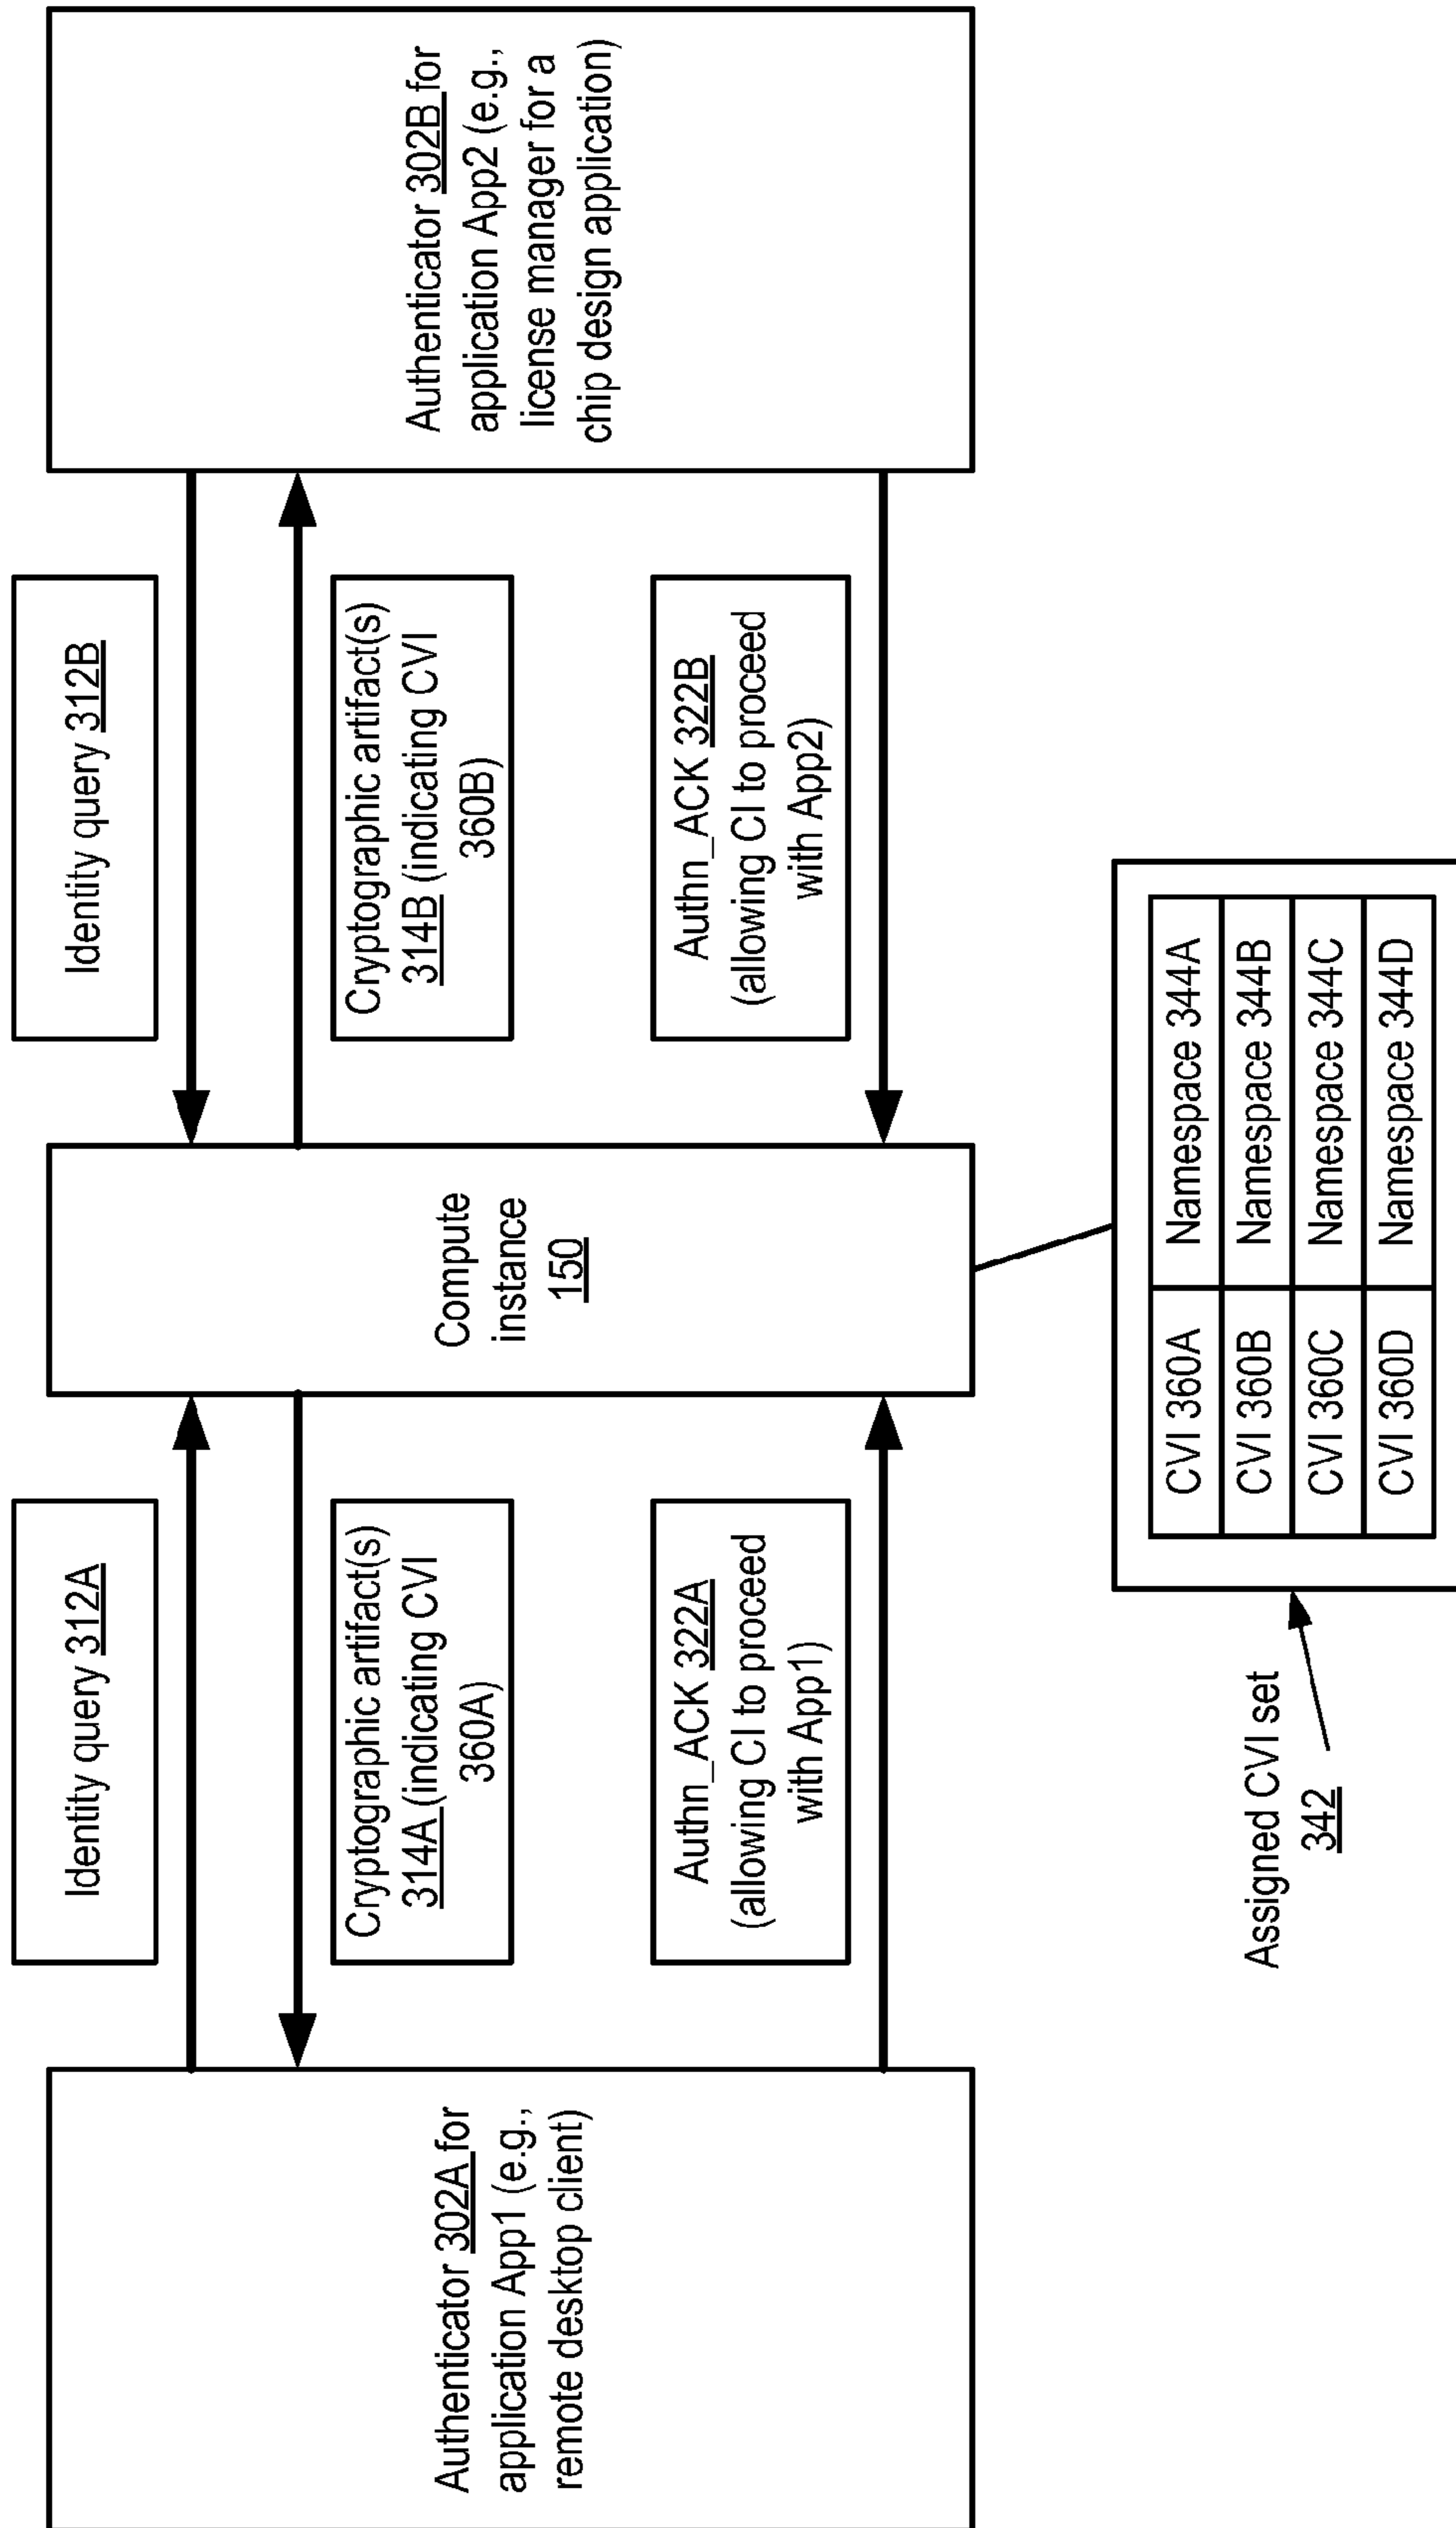 Authenticator 302A for
application App1 (e.g.,
remote desktop client)
Identity query 312A
Cryptographic artifact(s)
314A (indicating CVI
360A)
Authn_ACK 322A
(allowing CI to proceed
with App1)
Compute
instance
150
Identity query 312B
Cryptographic artifact(s)
314B (indicating CVI
360B)
Authn_ACK 322B
(allowing CI to proceed
with App2)
Authenticator 302B for
application App2 (e.g.,
license manager for a
chip design application)
Assigned CVI set
342
CVI 360A Namespace 344A
CVI 360B Namespace 344B
CVI 360C Namespace 344C
CVI 360D Namespace 344D